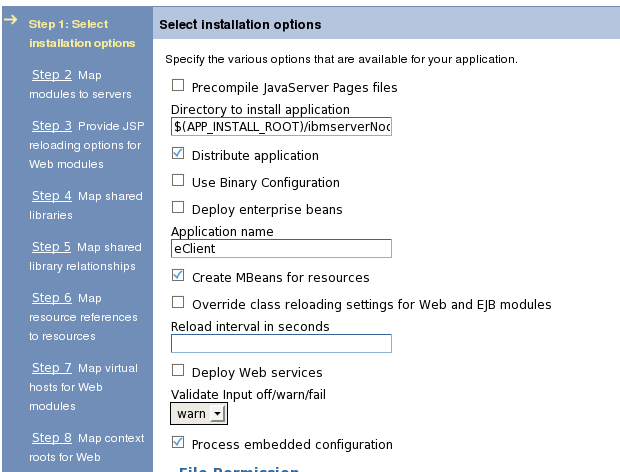 Step 1: Select
installation options
Step 2 Map
modules to servers
Step 3 Provide JSP
reloading options for
Web modules
Step 4 Map shared
libraries
Step 5 Map shared
library relationships
Step 6 Map
resource references
to resources
Step 7 Map virtual
hosts for Web
modules
Step 8 Map context
roots for Web
Select installation options
Specify the various options that are available for your application.
Precompile JavaServer Pages files
Directory to install application
$(APP_INSTALL_ROOT)/ibmserverNoc
Distribute application
Use Binary Configuration
Deploy enterprise beans
Application name
eClient
Create MBeans for resources
Override class reloading settings for Web and EJB modules
Reload interval in seconds
Deploy Web services
Validate Input off/warn/fail
warn
Process embedded configuration
File Permission